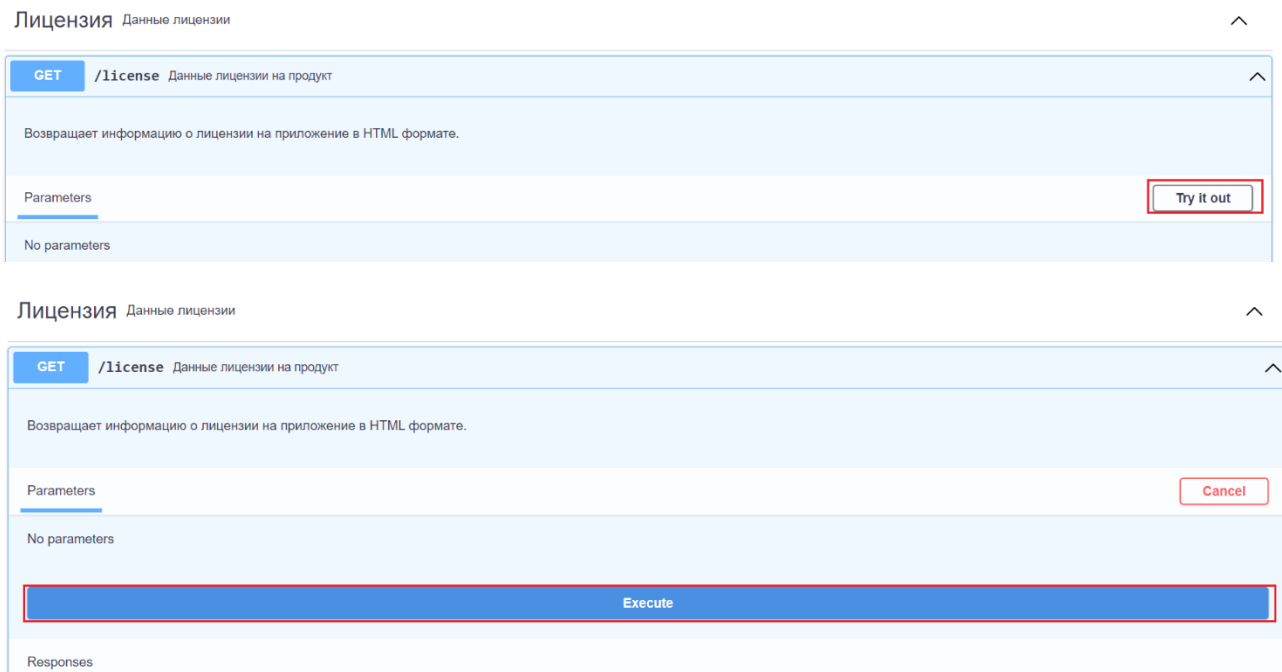 Лицензия Данные лицензии
GET /license Данные лицензии на продукт
Возвращает информацию о лицензии на приложение в HTML формате.
Parameters Try it out
No parameters
Лицензия Данные лицензии
GET /license Данные лицензии на продукт
Возвращает информацию о лицензии на приложение в HTML формате.
Parameters Cancel
No parameters
Execute
Responses